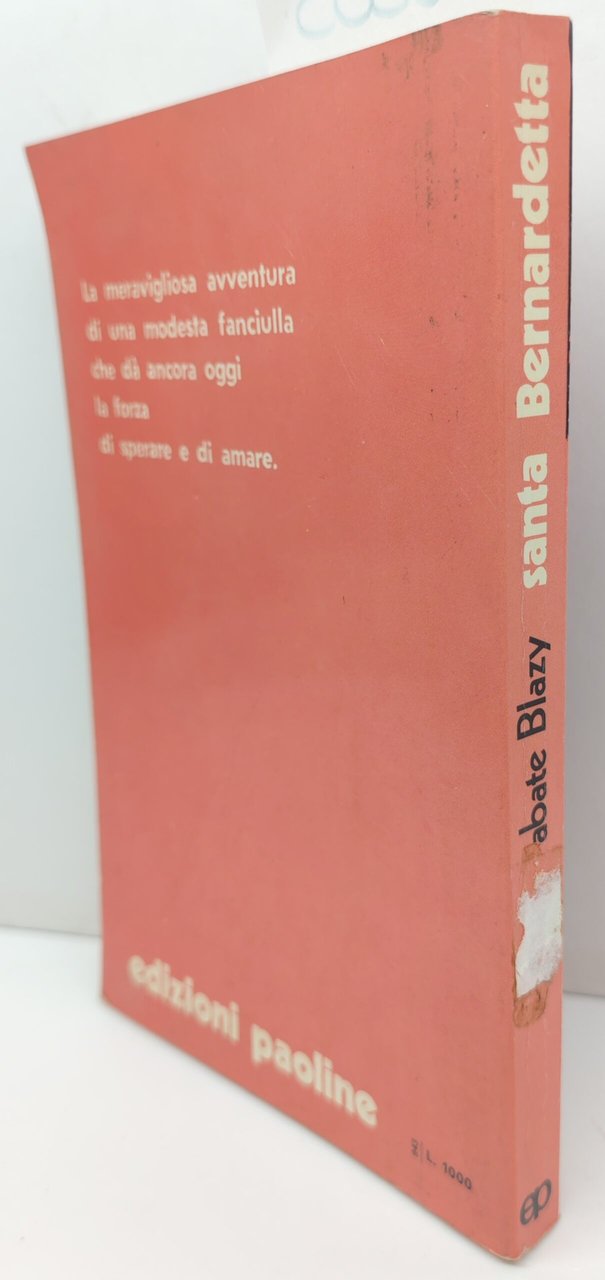 La meravigliosa avventura
di una modesta fanciulla
che dà ancora oggi
la forza
di sperare e di amare.
edizioni paoline
L. 1000
abate Blazy santa Bernardetta
ep